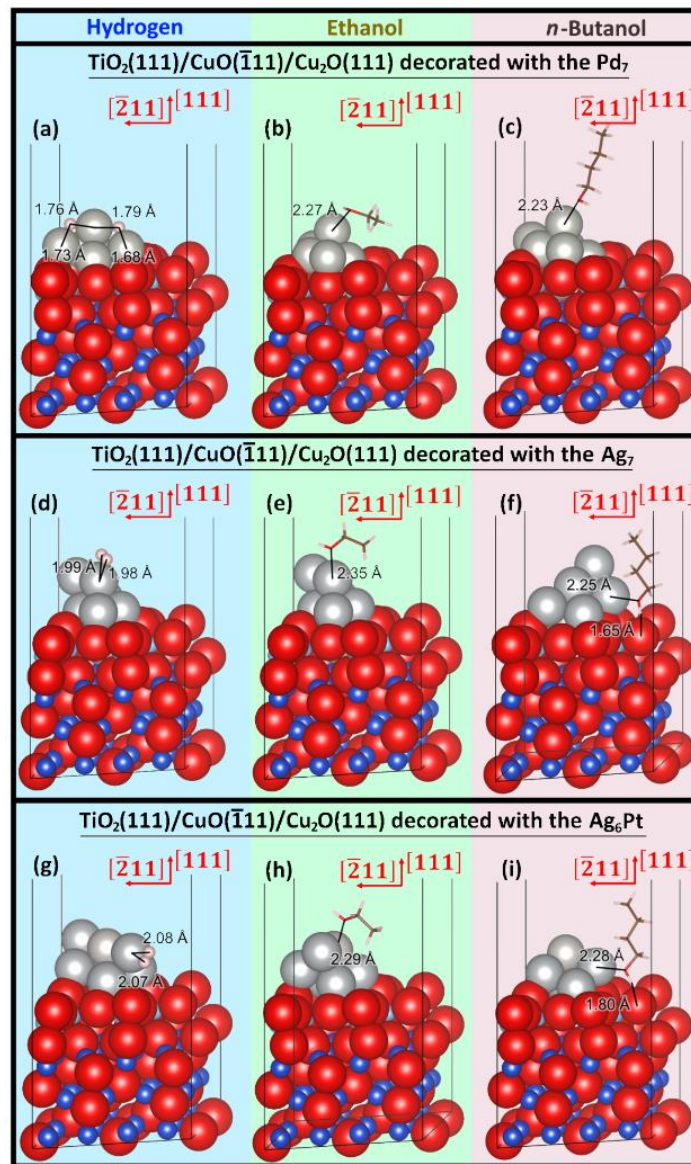 Hydrogen Ethanol n-Butanol
TiO₂(111)/CuO(1̅11)/Cu₂O(111) decorated with the Pd₇
[2̅11] [111] [2̅11] [111] [2̅11] [111]
(a) (b) (c)
1.76 Å 1.79 Å 2.27 Å 2.23 Å
1.73 Å 1.68 Å
TiO₂(111)/CuO(1̅11)/Cu₂O(111) decorated with the Ag₇
[2̅11] [111] [2̅11] [111] [2̅11] [111]
(d) (e) (f)
1.99 Å 1.98 Å 2.35 Å 2.25 Å
1.65 Å
TiO₂(111)/CuO(1̅11)/Cu₂O(111) decorated with the Ag₆Pt
[2̅11] [111] [2̅11] [111] [2̅11] [111]
(g) (h) (i)
2.08 Å 2.29 Å 2.28 Å
2.07 Å 1.80 Å